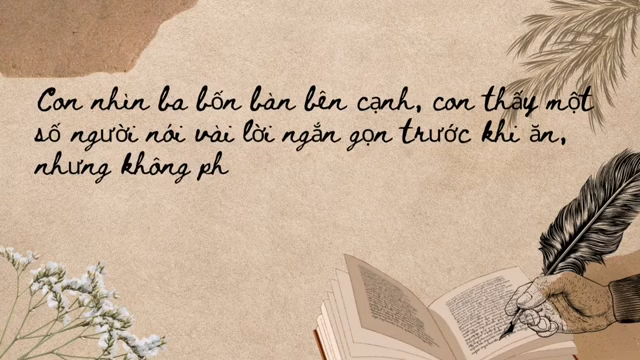 Con nhìn ba bốn bàn bên cạnh, con thấy một
số người nói vài lời ngắn gọn trước khi ăn,
nhưng không ph